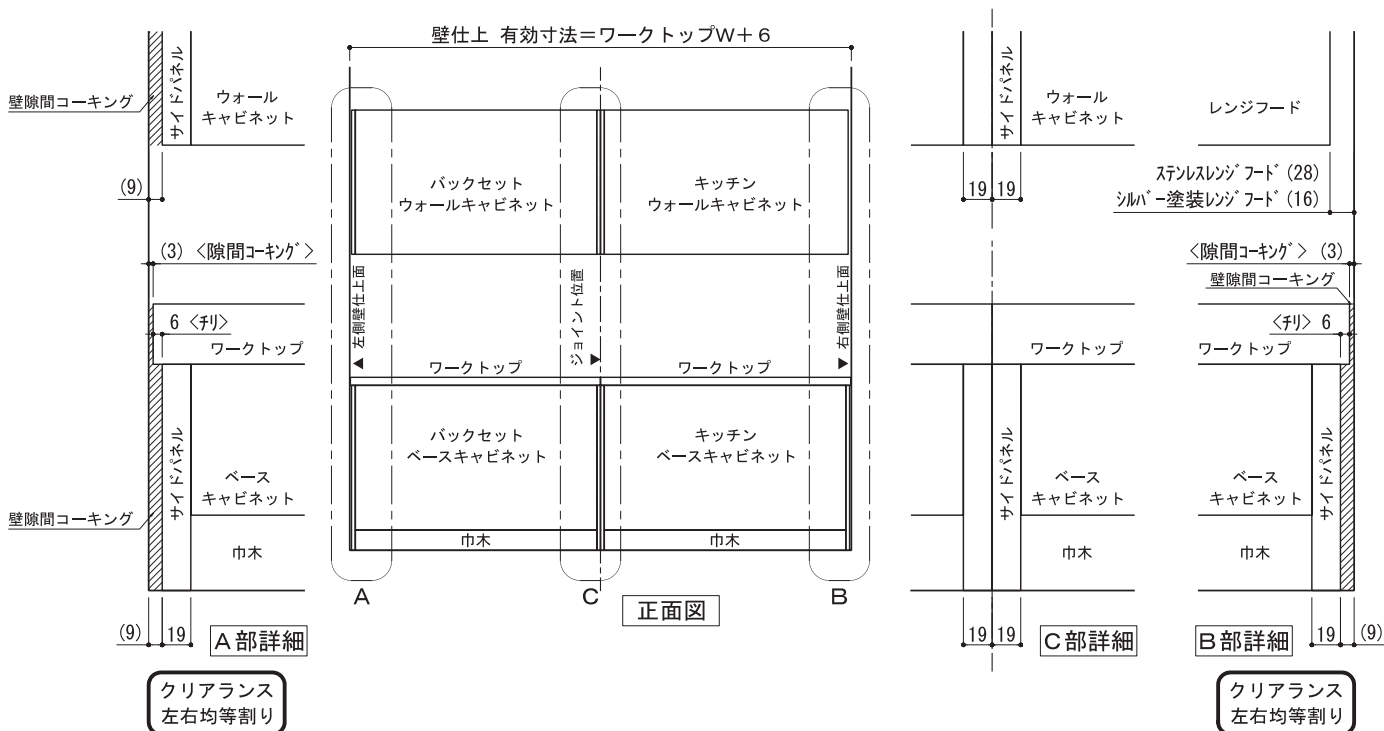 壁仕上 有効寸法＝ワークトップW＋6
壁隙間コーキング
サイドパネル
ウォール
キャビネット
(9)
(3) <隙間ｺｰｷﾝｸﾞ>
6 <ﾁﾘ>
ワークトップ
サイドパネル
ベース
キャビネット
壁隙間コーキング
巾木
(9)
19
A部詳細
クリアランス
左右均等割り
バックセット
ウォールキャビネット
キッチン
ウォールキャビネット
左側壁仕上面
ジョイント位置
右側壁仕上面
ワークトップ
ワークトップ
バックセット
ベースキャビネット
キッチン
ベースキャビネット
巾木
巾木
A
C
B
正面図
サイドパネル
ウォール
キャビネット
19
19
ワークトップ
サイドパネル
ベース
キャビネット
巾木
19
19
C部詳細
レンジフード
ｽﾃﾝﾚｽﾚﾝｼﾞﾌｰﾄﾞ(28)
ｼﾙﾊﾞｰ塗装ﾚﾝｼﾞﾌｰﾄﾞ(16)
<隙間ｺｰｷﾝｸﾞ> (3)
壁隙間コーキング
<ﾁﾘ> 6
ワークトップ
ベース
キャビネット
サイドパネル
巾木
19
(9)
B部詳細
クリアランス
左右均等割り